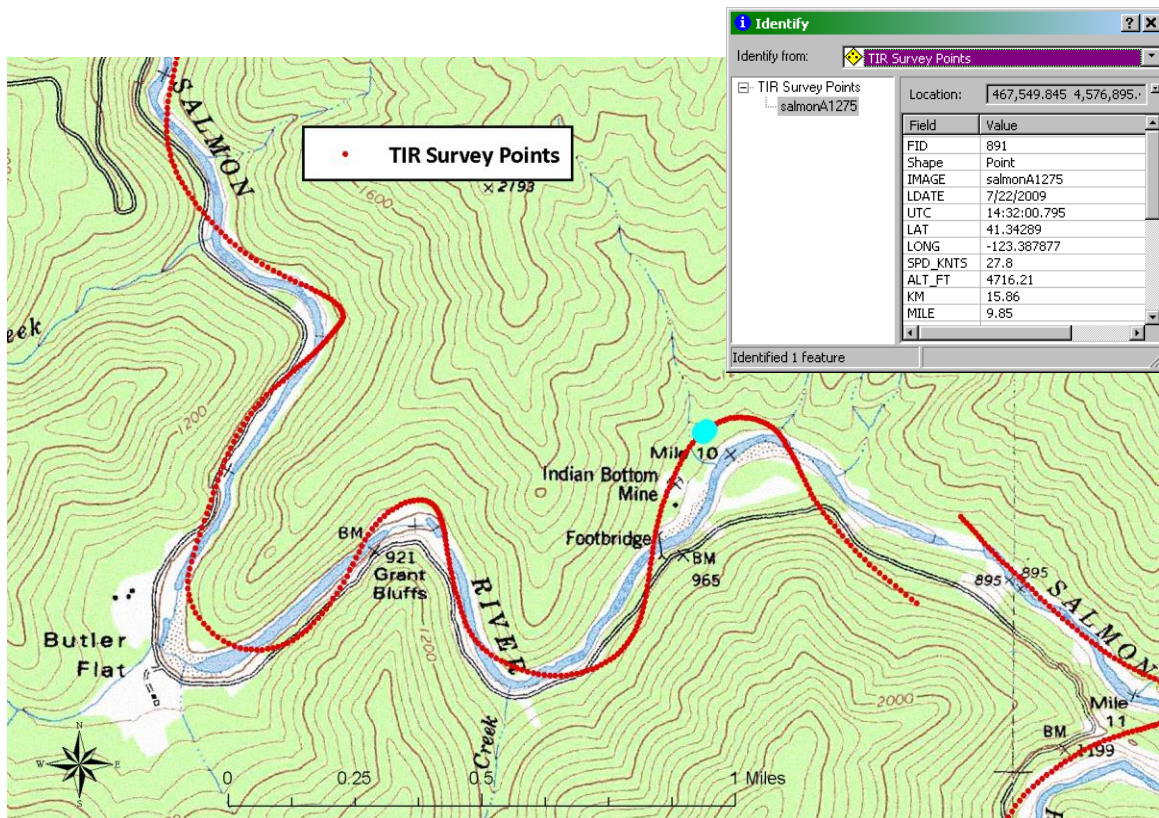 Identify
Identify from: TIR Survey Points
TIR Survey Points
salmonA1275
Location: 467,549.845 4,576,895.
Field Value
FID 891
Shape Point
IMAGE salmonA1275
LDATE 7/22/2009
UTC 14:32:00.795
LAT 41.34289
LONG -123.387877
SPD_KNTS 27.8
ALT_FT 4716.21
KM 15.86
MILE 9.85
Identified 1 feature
SALMON
TIR Survey Points
2193
1600
eek
1200
Mile 10
Indian Bottom
Mine
Footbridge
BM
965
BM
921
Grant
Bluffs
RIVER
1200
895
895
SALMON
Butler
Flat
Creek
2000
Mile
11
BM
1199
N
W E
S
0 0.25 0.5 1 Miles